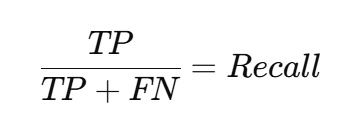 TP
TP + FN = Recall